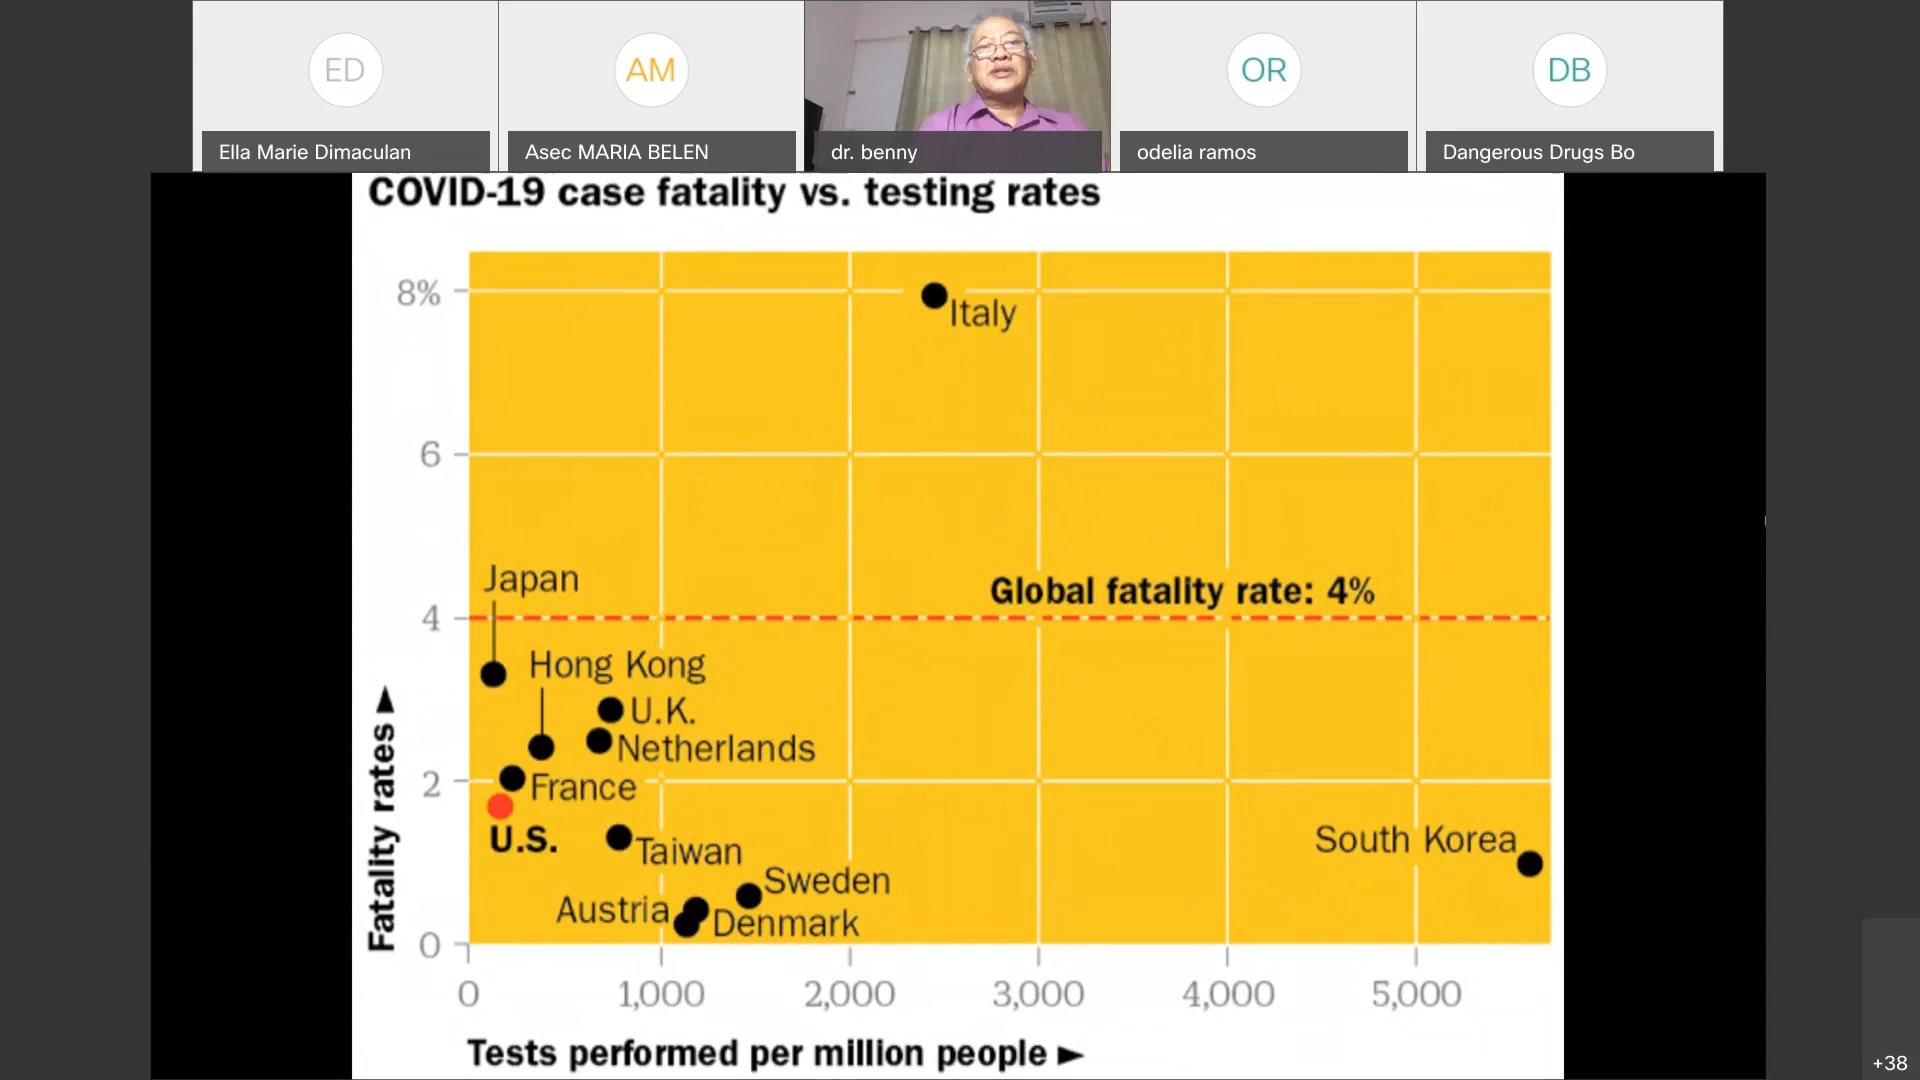 ED
AM
OR
DB
Ella Marie Dimaculan
Asec MARIA BELEN
dr. benny
odelia ramos
Dangerous Drugs Bo
COVID-19 case fatality vs. testing rates
8%
Italy
6
Japan
Global fatality rate: 4%
4
Hong Kong
U.K.
Netherlands
2
France
U.S.
Taiwan
South Korea
Sweden
Austria
Denmark
Fatality rates ►
0
0 1,000 2,000 3,000 4,000 5,000
Tests performed per million people ►
+38